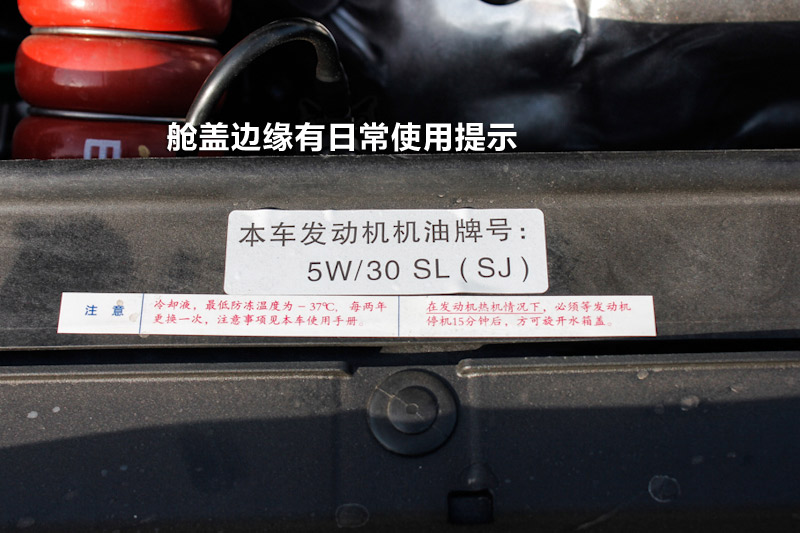 舱盖边缘有日常使用提示
本车发动机机油牌号：
5W/30 SL（SJ）
注 意
冷却液，最低防冻温度为－37℃，每两年
更换一次，注意事项见本车使用手册。
在发动机热机情况下，必须等发动机
停机15分钟后，方可旋开水箱盖。